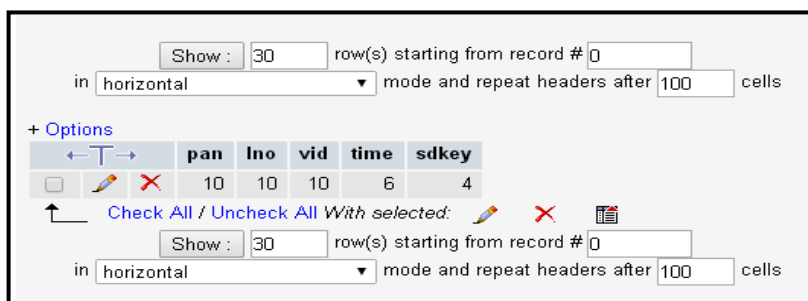 Show : 30 row(s) starting from record # 0
in horizontal mode and repeat headers after 100 cells
+ Options
←T→ pan lno vid time sdkey
10 10 10 6 4
Check All / Uncheck All With selected:
Show : 30 row(s) starting from record # 0
in horizontal mode and repeat headers after 100 cells